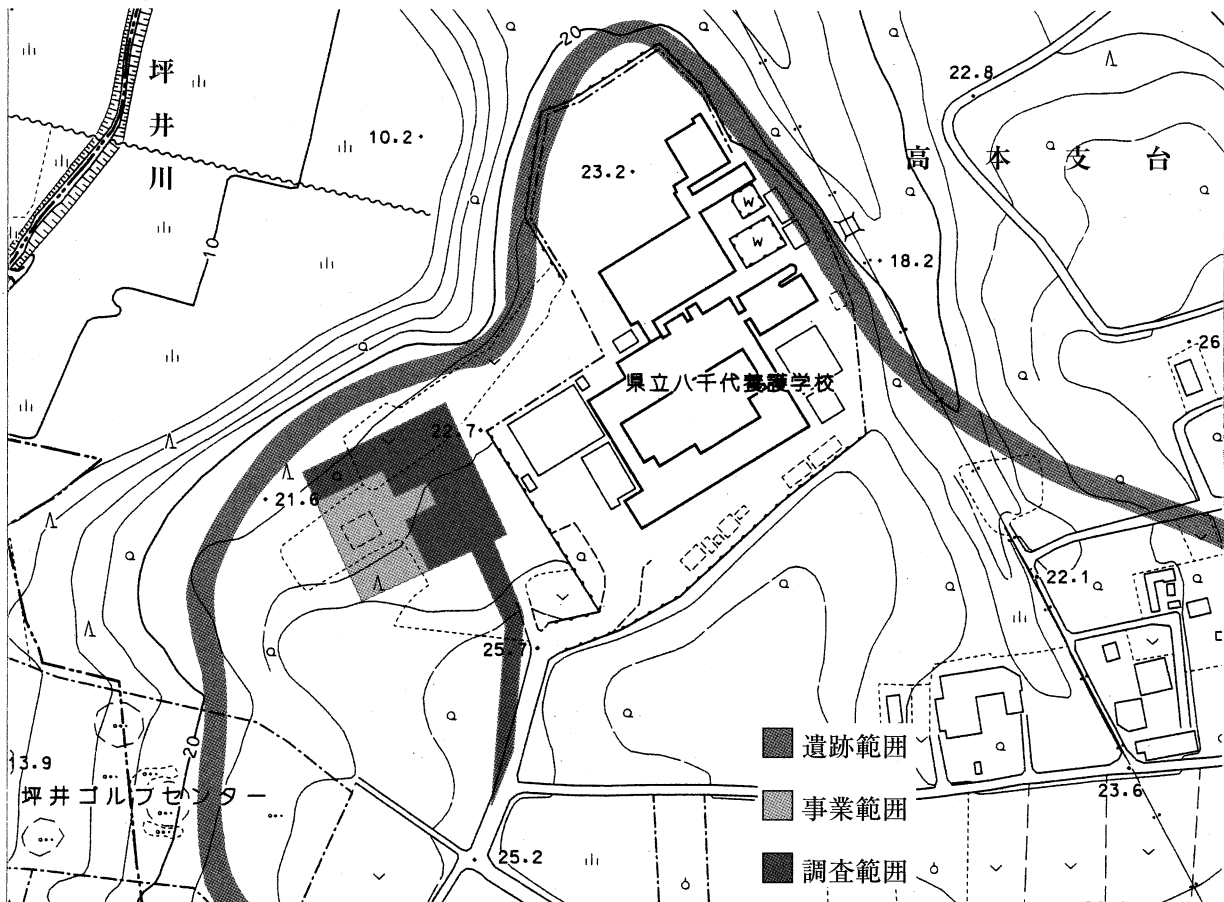 坪井川
20
22.8
10.2
高本支台
23.2
W
W
10
18.2
26
県立八千代養護学校
22.7
21.6
22.1
25.7
遺跡範囲
20
13.9
坪井ゴルフセンター
事業範囲
23.6
25.2
調査範囲